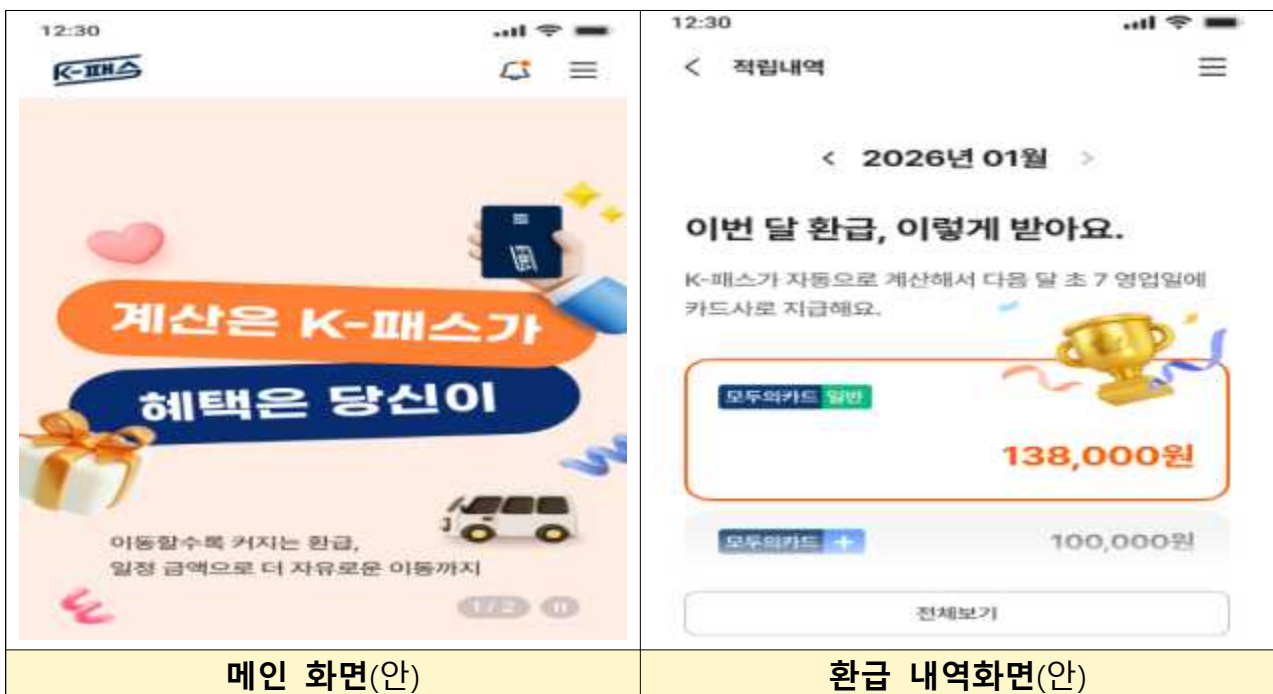 12:30
K-패스
계산은 K-패스가
혜택은 당신이
이동할수록 커지는 환급,
일정 금액으로 더 자유로운 이동까지
1 / 2
메인 화면(안)
12:30
적립내역
2026년 01월
이번 달 환급, 이렇게 받아요.
K-패스가 자동으로 계산해서 다음 달 초 7 영업일에
카드사로 지급해요.
모두의카드 일반
138,000원
모두의카드 +
100,000원
전체보기
환급 내역화면(안)